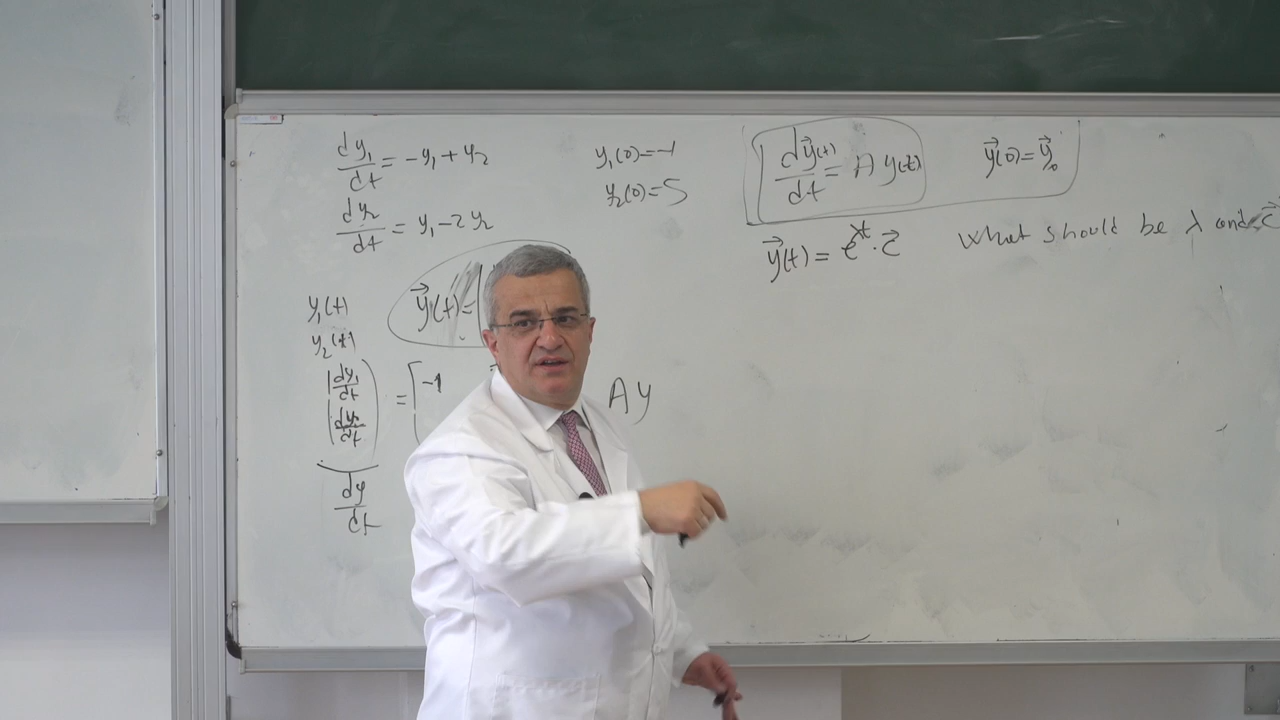 dy₁/dt = -y₁ + y₂
dy₂/dt = y₁ - 2y₂
y₁(0)=-1
y₂(0)=5
y⃗(t)=
y₁(t)
y₂(t)
(dy₁/dt
dy₂/dt) = [-1
Ay
dy/dt
dy⃗(t)/dt = A y(t)
y⃗(0)=y⃗₀
y⃗(t) = e^λt · c⃗
What should be λ and c⃗